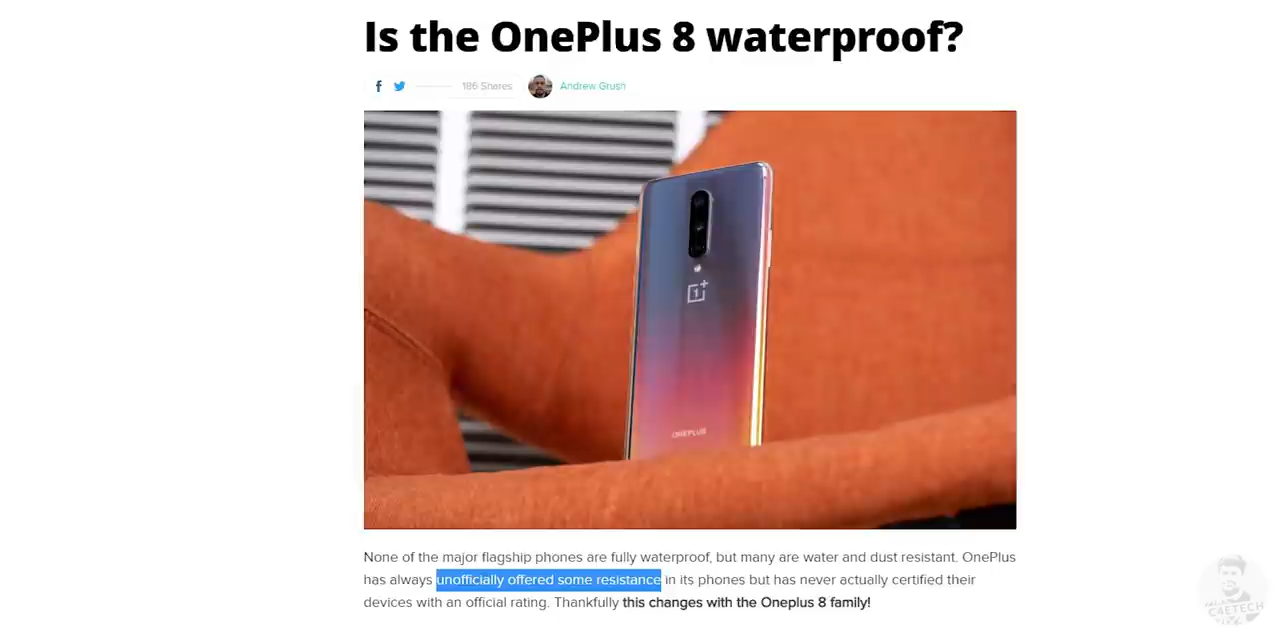 Is the OnePlus 8 waterproof?
f 186 Shares Andrew Grush
1+
ONEPLUS
None of the major flagship phones are fully waterproof, but many are water and dust resistant. OnePlus
has always unofficially offered some resistance in its phones but has never actually certified their
devices with an official rating. Thankfully this changes with the Oneplus 8 family!
C4ETECH